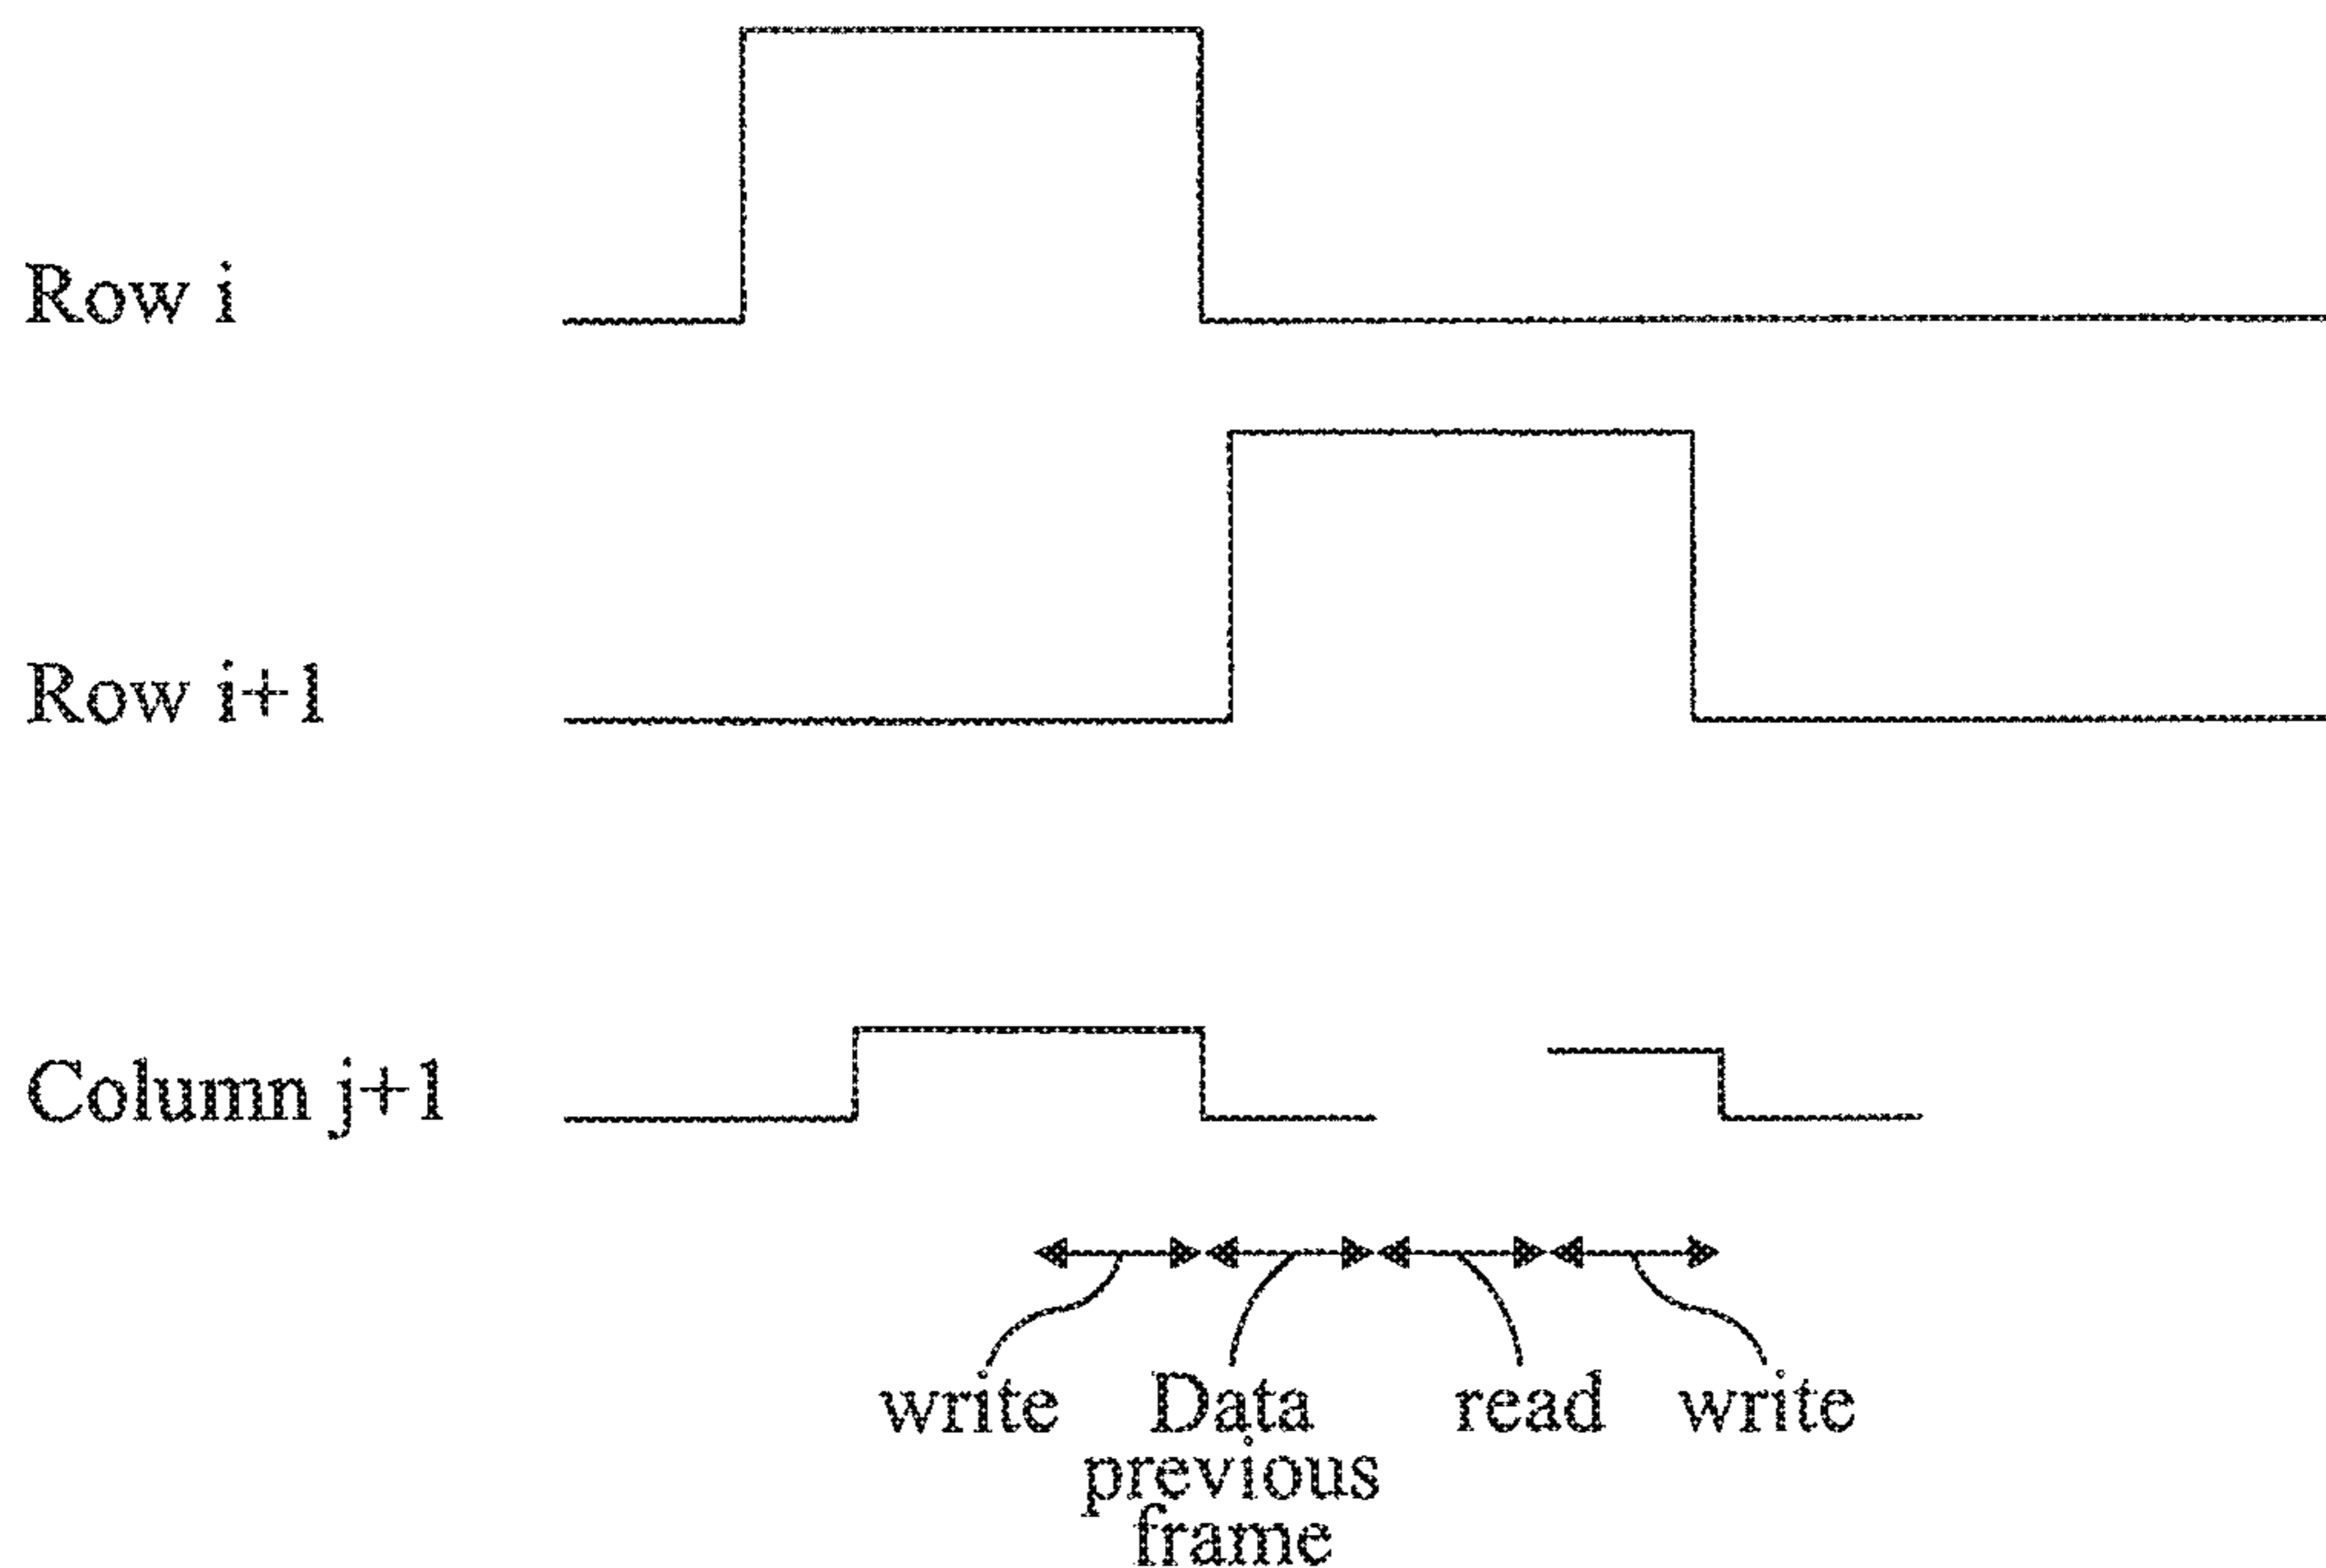 Row i
Row i+1
Column j+1
write
Data
previous
frame
read
write